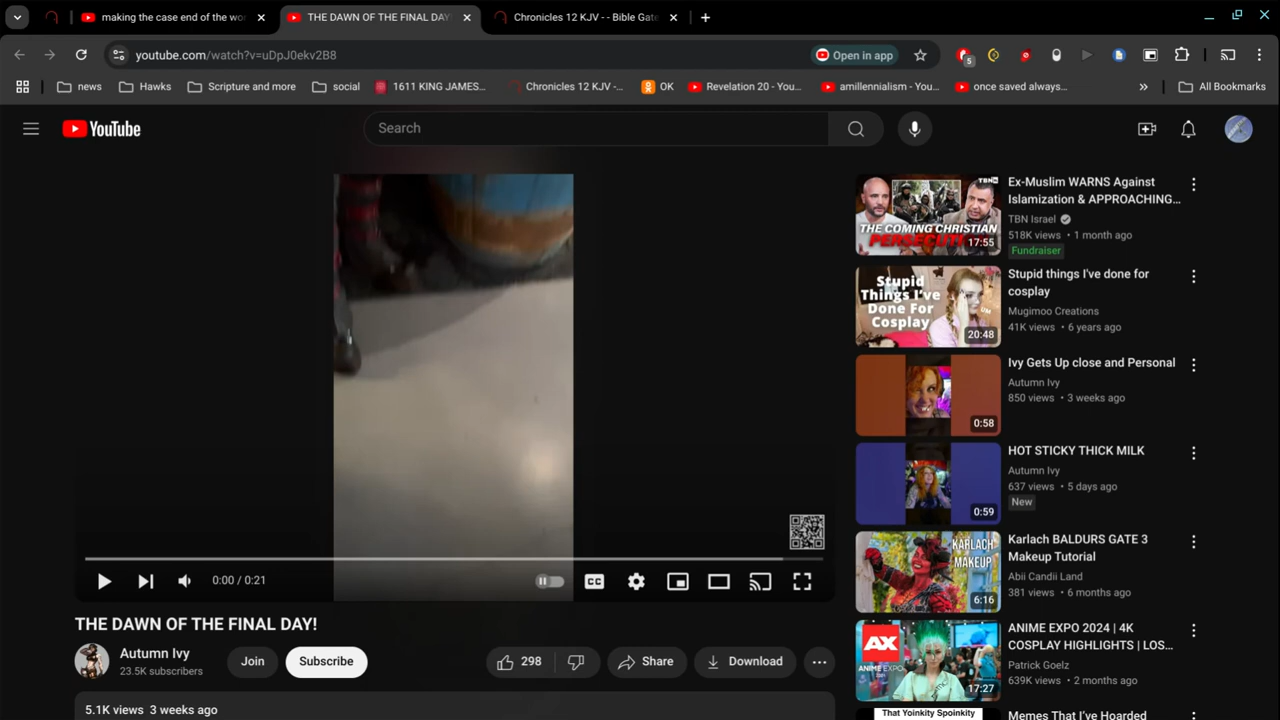 making the case end of the wo
THE DAWN OF THE FINAL DAY!
Chronicles 12 KJV - - Bible Gate
youtube.com/watch?v=uDpJ0ekv2B8
Open in app
5
news
Hawks
Scripture and more
social
1611 KING JAMES...
Chronicles 12 KJV -...
OK
Revelation 20 - You...
amillennialism - You...
once saved always...
»
All Bookmarks
YouTube
Search
TBN
THE COMING CHRISTIAN
17:55
Ex-Muslim WARNS Against
Islamization & APPROACHING...
TBN Israel
518K views • 1 month ago
Fundraiser
Stupid
Things I've
Done For
Cosplay
20:48
Stupid things I've done for
cosplay
Mugimoo Creations
41K views • 6 years ago
0:58
Ivy Gets Up close and Personal
Autumn Ivy
850 views • 3 weeks ago
0:59
HOT STICKY THICK MILK
Autumn Ivy
637 views • 5 days ago
New
KARLACH
MAKEUP
6:16
Karlach BALDURS GATE 3
Makeup Tutorial
Abii Candii Land
381 views • 6 months ago
AX
ANIME EXPO
17:27
ANIME EXPO 2024 | 4K
COSPLAY HIGHLIGHTS | LOS...
Patrick Goelz
639K views • 2 months ago
That Yoinkity Spoinkity
Memes That I've Hoarded
0:00 / 0:21
CC
THE DAWN OF THE FINAL DAY!
Autumn Ivy
23.5K subscribers
Join
Subscribe
298
Share
Download
5.1K views 3 weeks ago